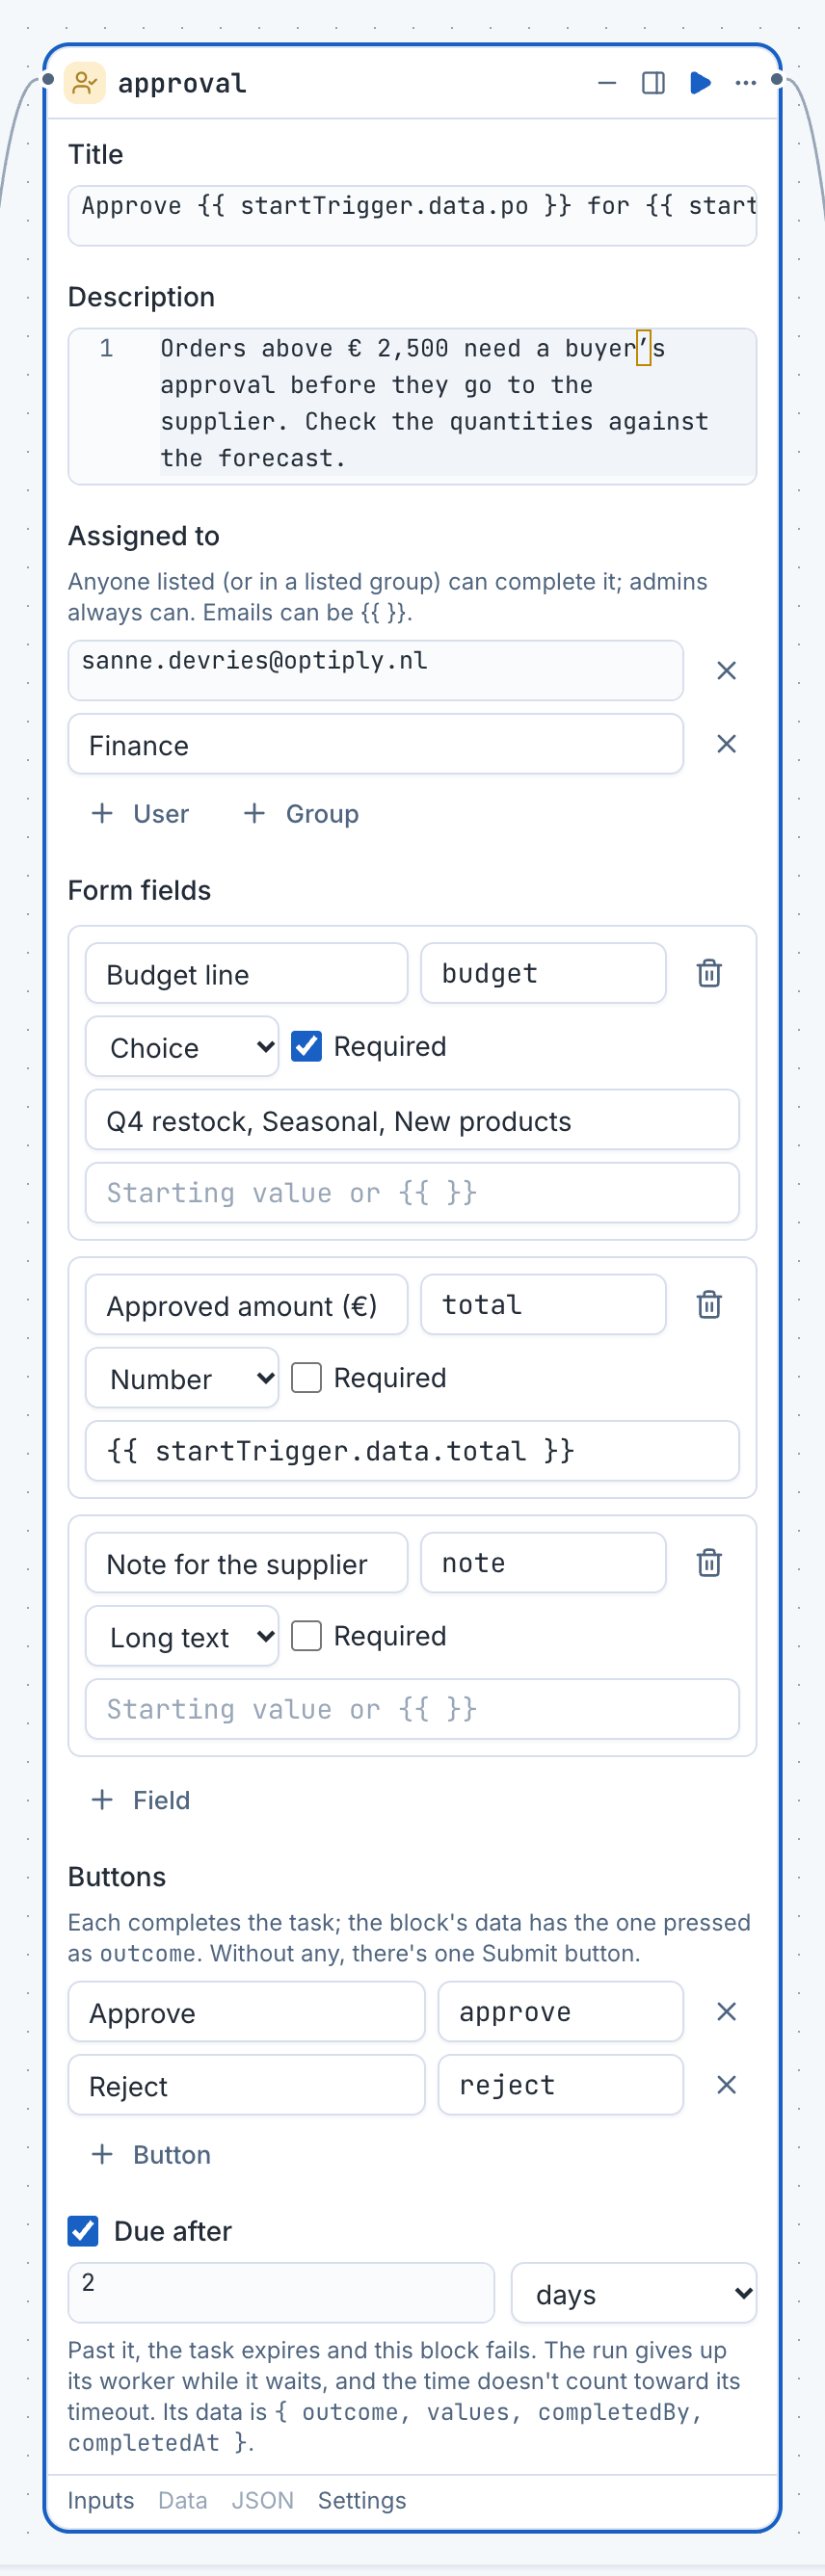 approval
Title
Approve {{ startTrigger.data.po }} for {{ start
Description
1
Orders above € 2,500 need a buyer’s
approval before they go to the
supplier. Check the quantities against
the forecast.
Assigned to
Anyone listed (or in a listed group) can complete it; admins
always can. Emails can be {{ }}.
sanne.devries@optiply.nl
Finance
User Group
Form fields
Budget line budget
Choice Required
Q4 restock, Seasonal, New products
Starting value or {{ }}
Approved amount (€) total
Number Required
{{ startTrigger.data.total }}
Note for the supplier note
Long text Required
Starting value or {{ }}
Field
Buttons
Each completes the task; the block's data has the one pressed
as outcome. Without any, there's one Submit button.
Approve approve
Reject reject
Button
Due after
2 days
Past it, the task expires and this block fails. The run gives up
its worker while it waits, and the time doesn't count toward its
timeout. Its data is { outcome, values, completedBy,
completedAt }.
Inputs Data JSON Settings